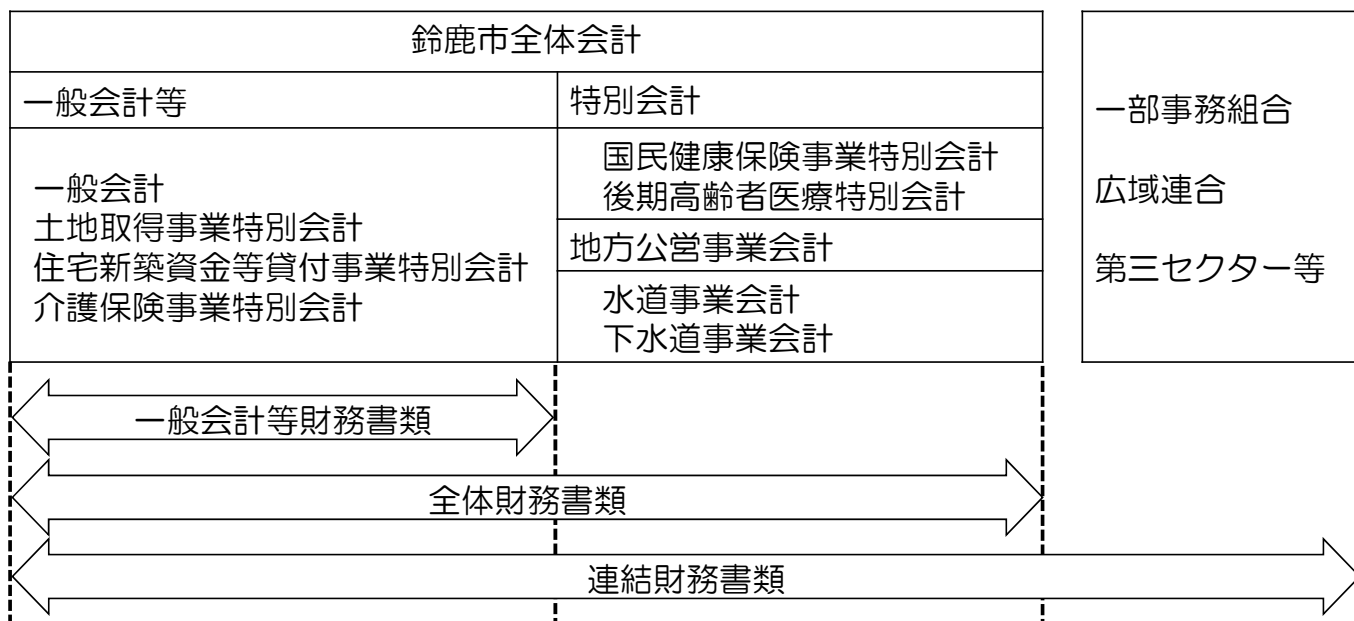 鈴鹿市全体会計
一般会計等
特別会計
一般会計
土地取得事業特別会計
住宅新築資金等貸付事業特別会計
介護保険事業特別会計
国民健康保険事業特別会計
後期高齢者医療特別会計
地方公営事業会計
水道事業会計
下水道事業会計
一部事務組合
広域連合
第三セクター等
一般会計等財務書類
全体財務書類
連結財務書類